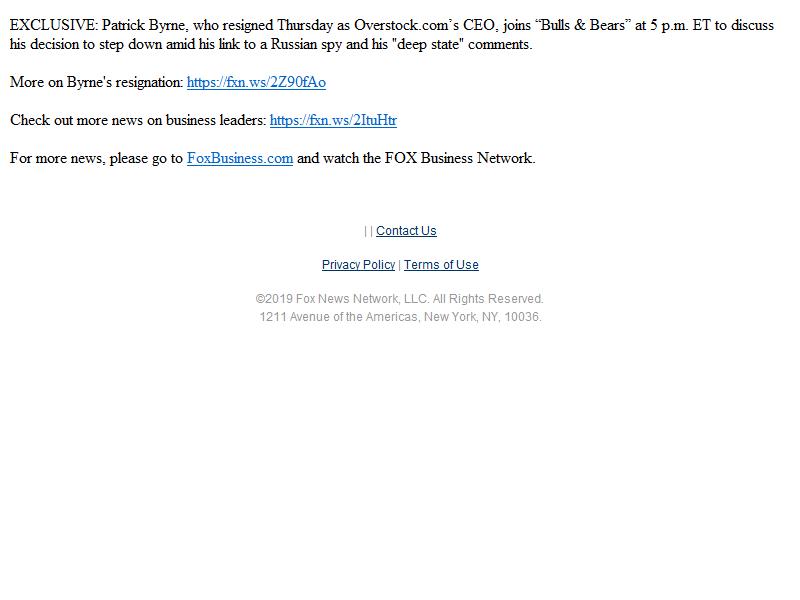 EXCLUSIVE: Patrick Byrne, who resigned Thursday as Overstock.com’s CEO, joins “Bulls & Bears” at 5 p.m. ET to discuss
his decision to step down amid his link to a Russian spy and his "deep state" comments.
More on Byrne's resignation: https://fxn.ws/2Z90fAo
Check out more news on business leaders: https://fxn.ws/2ItuHtr
For more news, please go to FoxBusiness.com and watch the FOX Business Network.
| | Contact Us
Privacy Policy | Terms of Use
©2019 Fox News Network, LLC. All Rights Reserved.
1211 Avenue of the Americas, New York, NY, 10036.